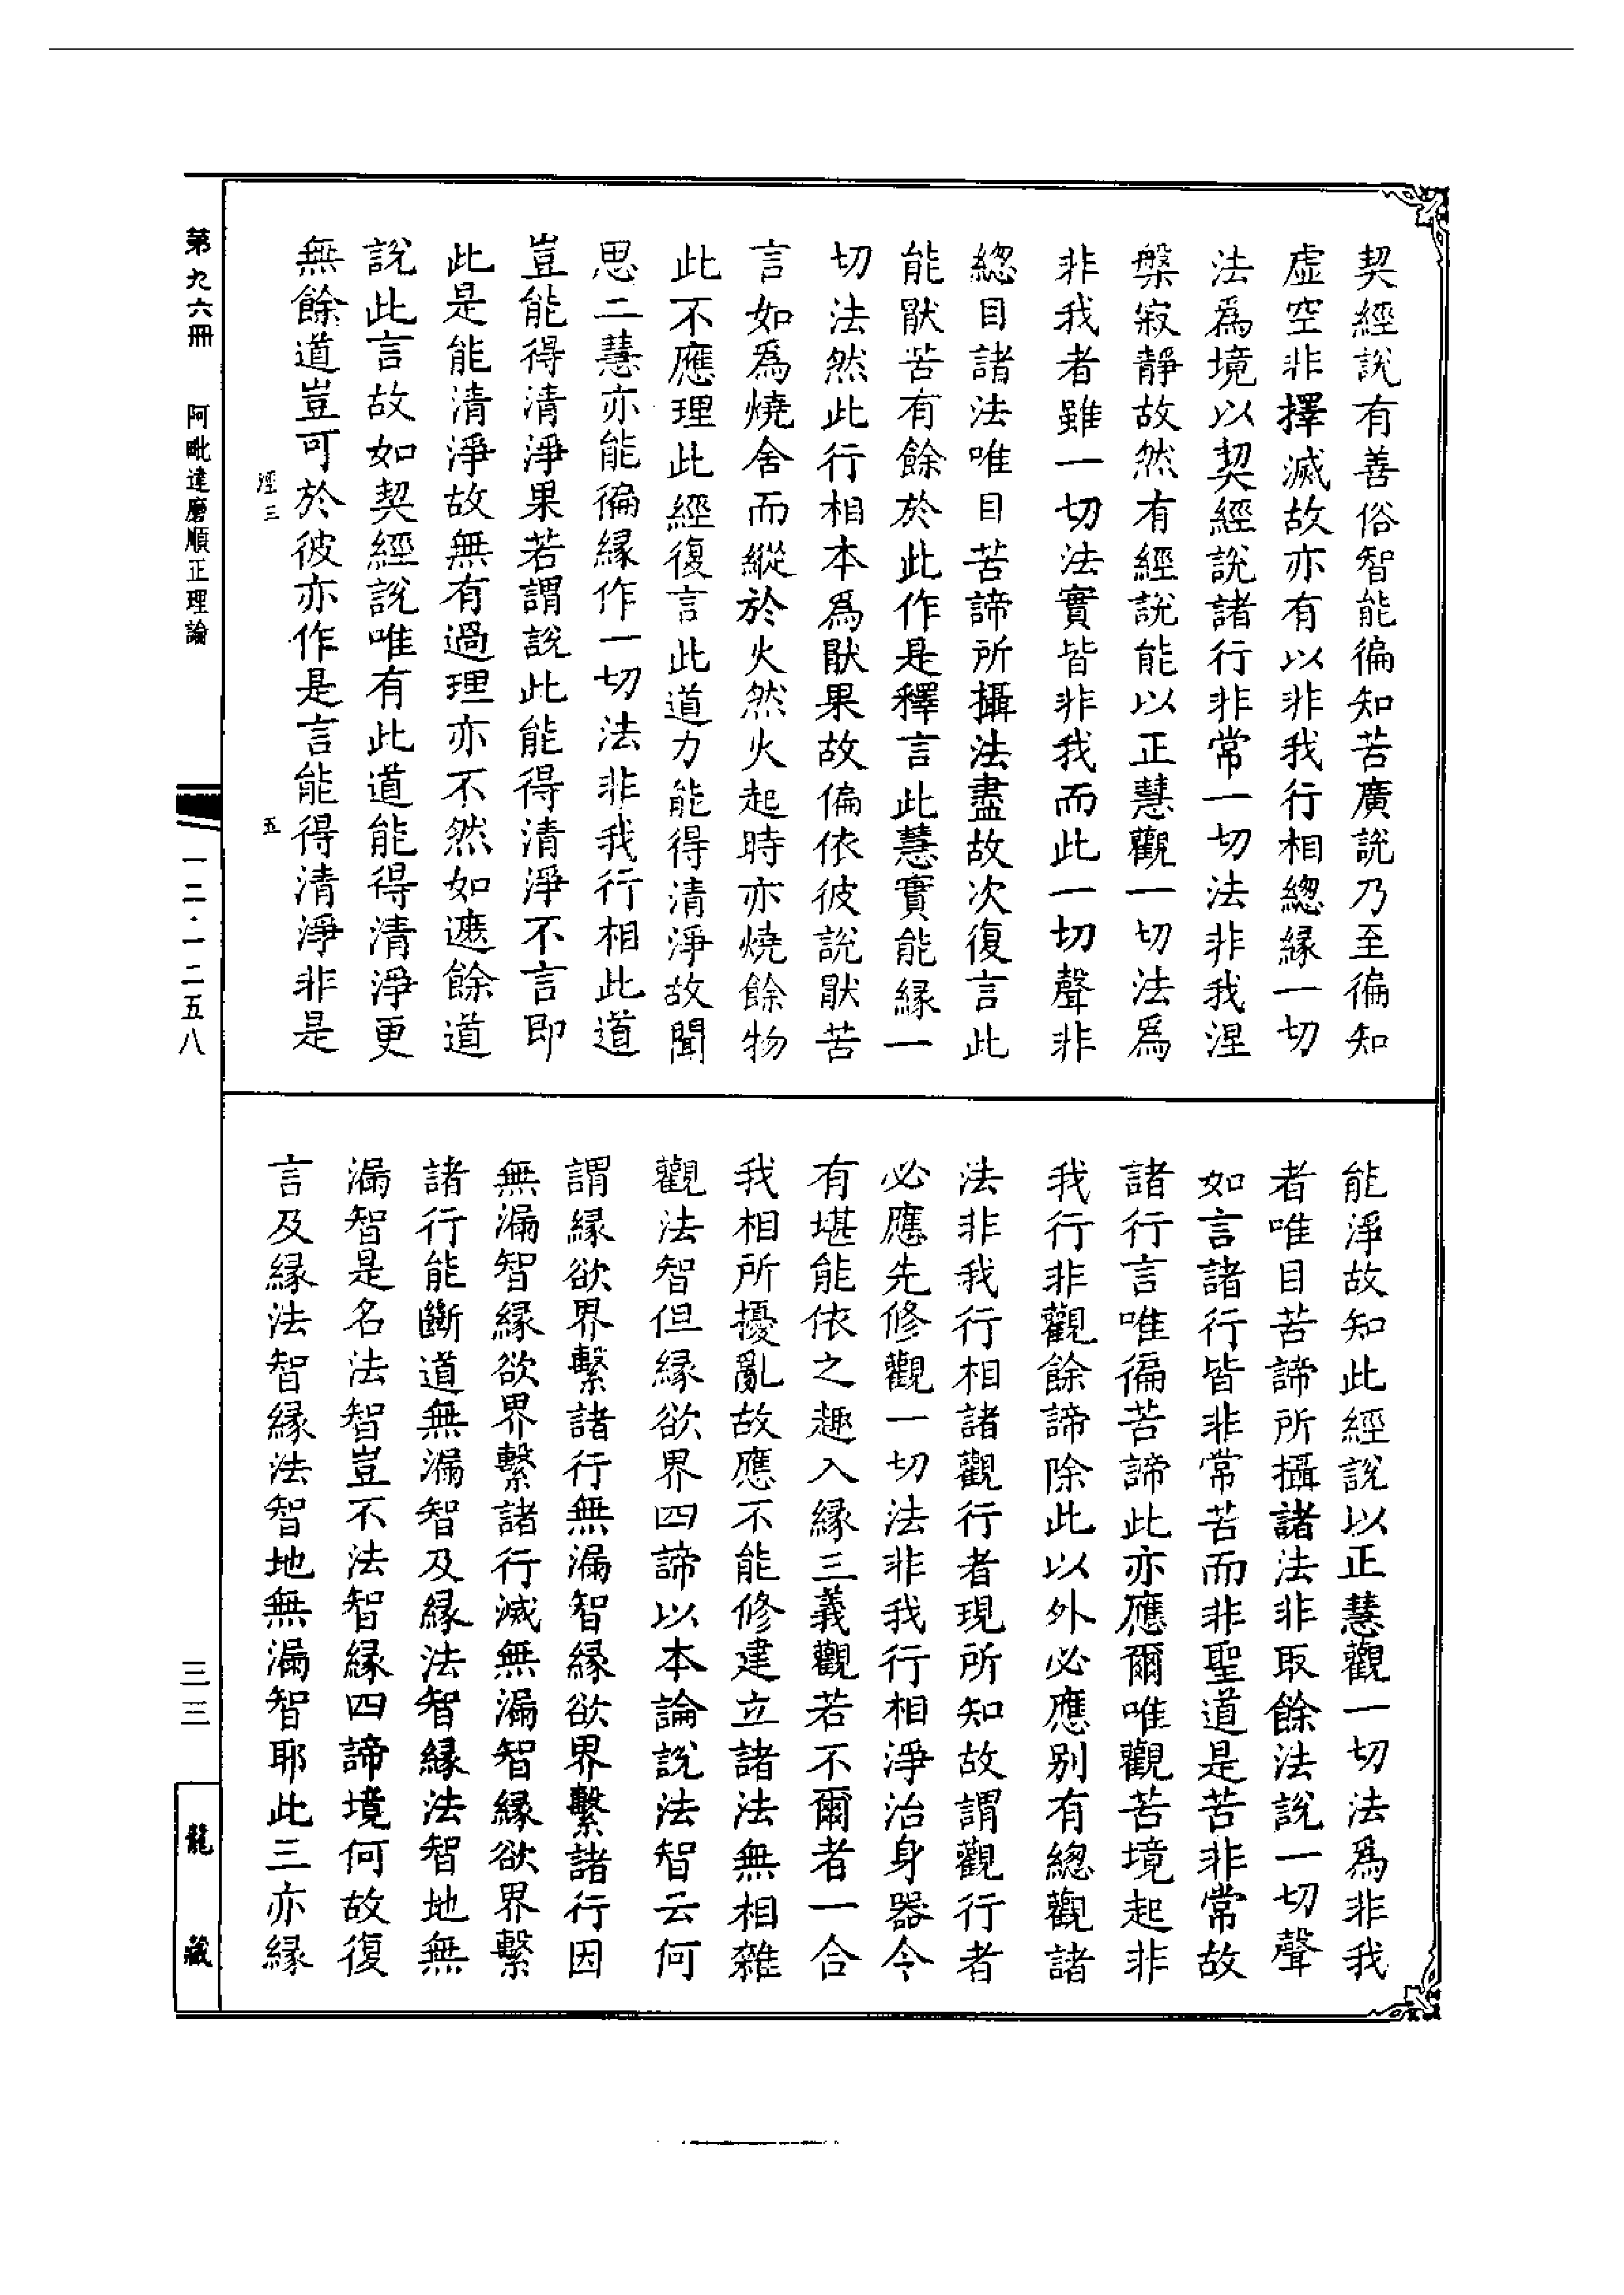 契經說有善俗智能徧知苦廣說乃至徧知
虛空非擇滅故亦有以非我行相總緣一切
法爲境以契經說諸行非常一切法非我涅
槃寂靜故然有經說能以正慧觀一切法爲
非我者雖一切法實皆非我而此一切聲非
總目諸法唯目苦諦所攝法盡故次復言此
能猒苦有餘於此作是釋言此慧實能緣一
切法然此行相本爲猒果故偏依彼說猒苦
言如爲燒舍而縱於火然火起時亦燒餘物
此不應理此經復言此道力能得清淨故聞
思二慧亦能徧緣作一切法非我行相此道
豈能得清淨果若謂說此能得清淨不言即
此是能清淨故無有過理亦不然如遮餘道
說此言故如契經說唯有此道能得清淨更
無餘道豈可於彼亦作是言能得清淨非是
能淨故知此經說以正慧觀一切法爲非我
者唯目苦諦所攝諸法非取餘法說一切聲
如言諸行皆非常苦而非聖道是苦非常故
諸行言唯徧苦諦此亦應爾唯觀苦境起非
我行非觀餘諦除此以外必應別有總觀諸
法非我行相諸觀行者現所知故謂觀行者
必應先修觀一切法非我行相淨治身器令
有堪能依之趣入緣三義觀若不爾者一合
我相所擾亂故應不能修建立諸法無相雜
觀法智但緣欲界四諦以本論說法智云何
謂緣欲界繫諸行無漏智緣欲界繫諸行因
無漏智緣欲界繫諸行滅無漏智緣欲界繫
諸行能斷道無漏智及緣法智緣法智地無
漏智是名法智豈不法智緣四諦境何故復
言及緣法智緣法智地無漏智耶此三亦緣
第九六冊
阿毗達磨順正理論
一二·一二五八
三三
龍藏
三
五